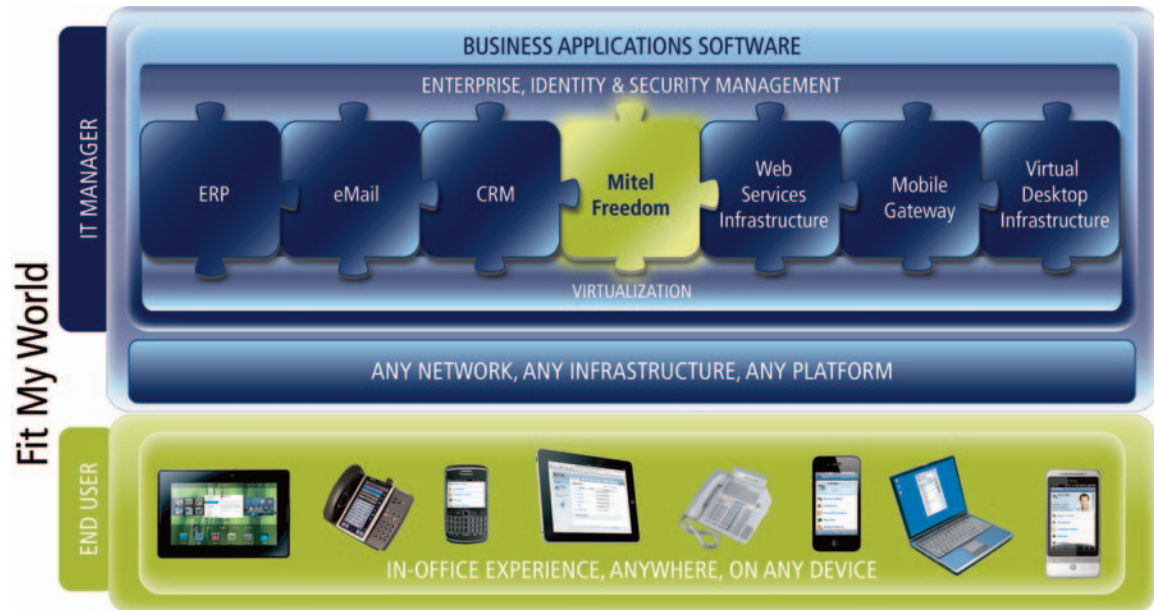 Fit My World
IT MANAGER
BUSINESS APPLICATIONS SOFTWARE
ENTERPRISE, IDENTITY & SECURITY MANAGEMENT
ERP
eMail
CRM
Mitel
Freedom
Web
Services
Infrastructure
Mobile
Gateway
Virtual
Desktop
Infrastructure
VIRTUALIZATION
ANY NETWORK, ANY INFRASTRUCTURE, ANY PLATFORM
END USER
IN-OFFICE EXPERIENCE, ANYWHERE, ON ANY DEVICE